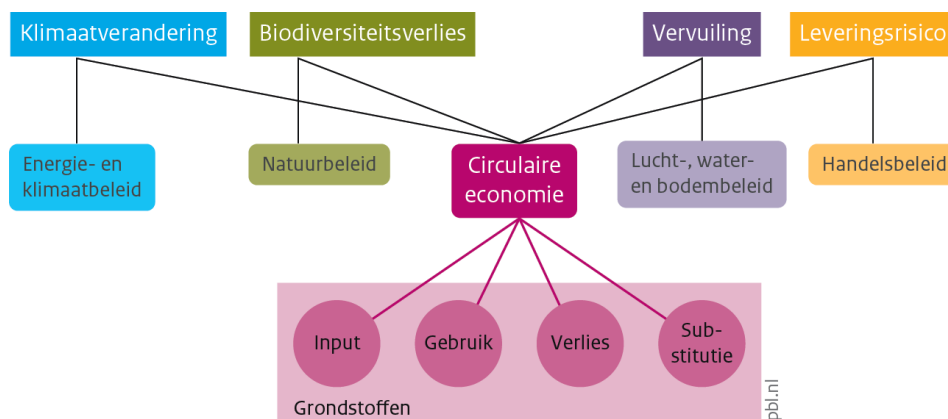 Klimaatverandering
Biodiversiteitsverlies
Vervuiling
Leveringsrisico
Energie- en
klimaatbeleid
Natuurbeleid
Circulaire
economie
Lucht-, water-
en bodembeleid
Handelsbeleid
Input
Gebruik
Verlies
Sub-
stitutie
Grondstoffen
pbl.nl